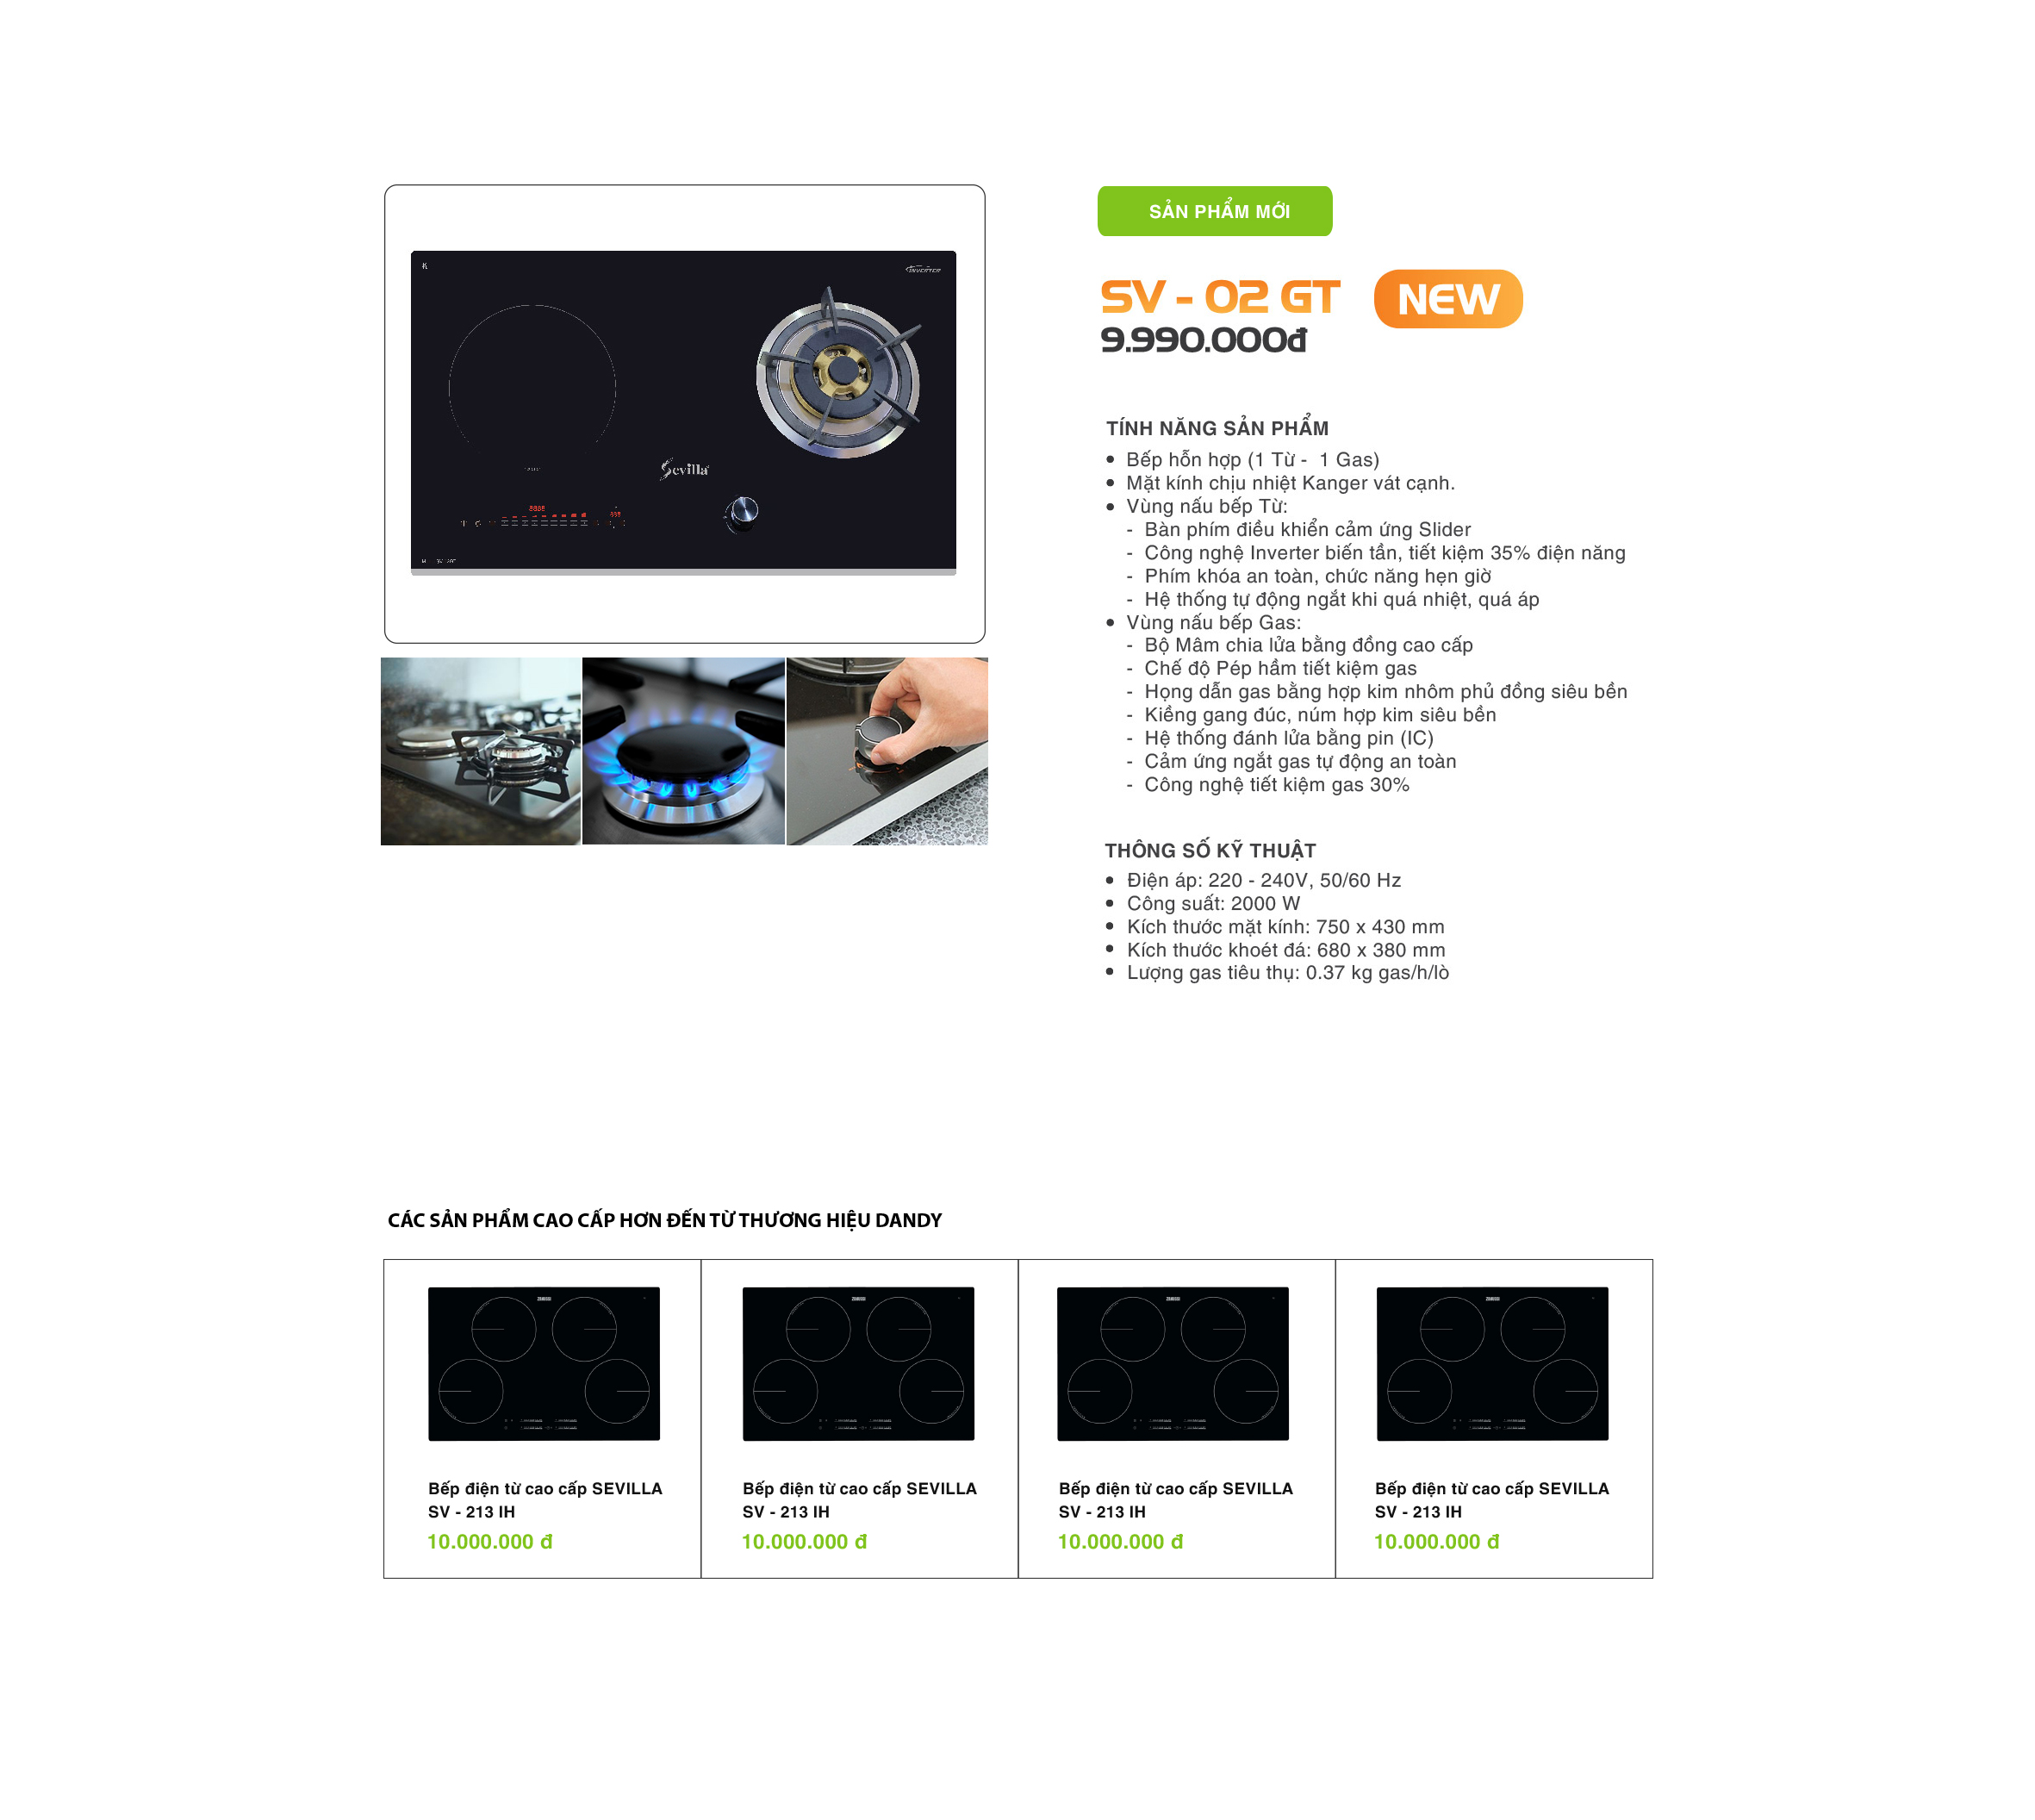 SẢN PHẨM MỚI
SV - 02 GT
NEW
9.990.000đ
INVERTER
Sevilla
TÍNH NĂNG SẢN PHẨM
• Bếp hỗn hợp (1 Từ - 1 Gas)
• Mặt kính chịu nhiệt Kanger vát cạnh.
• Vùng nấu bếp Từ:
- Bàn phím điều khiển cảm ứng Slider
- Công nghệ Inverter biến tần, tiết kiệm 35% điện năng
- Phím khóa an toàn, chức năng hẹn giờ
- Hệ thống tự động ngắt khi quá nhiệt, quá áp
• Vùng nấu bếp Gas:
- Bộ Mâm chia lửa bằng đồng cao cấp
- Chế độ Pép hầm tiết kiệm gas
- Họng dẫn gas bằng hợp kim nhôm phủ đồng siêu bền
- Kiềng gang đúc, núm hợp kim siêu bền
- Hệ thống đánh lửa bằng pin (IC)
- Cảm ứng ngắt gas tự động an toàn
- Công nghệ tiết kiệm gas 30%
THÔNG SỐ KỸ THUẬT
• Điện áp: 220 - 240V, 50/60 Hz
• Công suất: 2000 W
• Kích thước mặt kính: 750 x 430 mm
• Kích thước khoét đá: 680 x 380 mm
• Lượng gas tiêu thụ: 0.37 kg gas/h/lò
CÁC SẢN PHẨM CAO CẤP HƠN ĐẾN TỪ THƯƠNG HIỆU DANDY
Bếp điện từ cao cấp SEVILLA
SV - 213 IH
10.000.000 đ
Bếp điện từ cao cấp SEVILLA
SV - 213 IH
10.000.000 đ
Bếp điện từ cao cấp SEVILLA
SV - 213 IH
10.000.000 đ
Bếp điện từ cao cấp SEVILLA
SV - 213 IH
10.000.000 đ